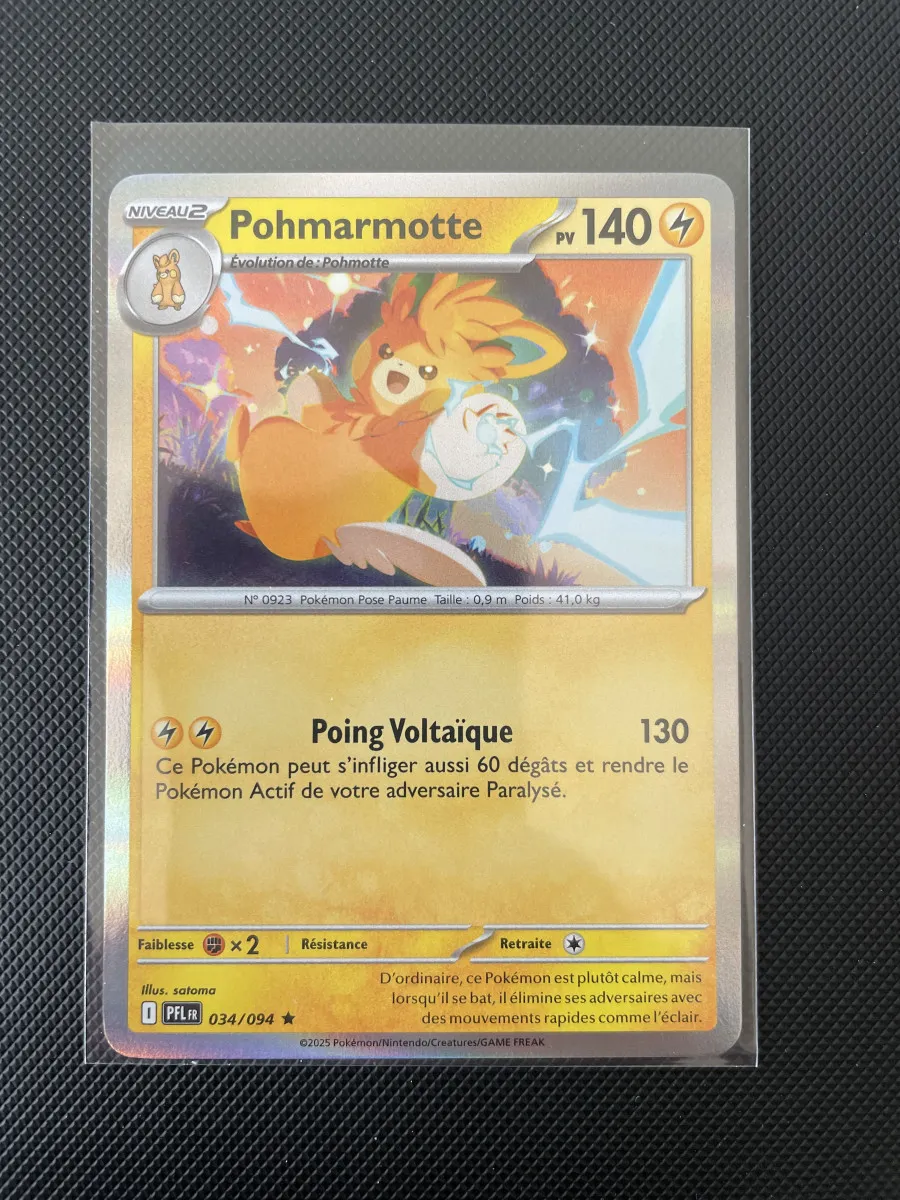 NIVEAU 2
Pohmarmotte
PV 140
Évolution de : Pohmotte
N° 0923 Pokémon Pose Paume Taille : 0,9 m Poids : 41,0 kg
Poing Voltaïque 130
Ce Pokémon peut s'infliger aussi 60 dégâts et rendre le
Pokémon Actif de votre adversaire Paralysé.
Faiblesse ×2 Résistance Retraite
Illus. satoma
D'ordinaire, ce Pokémon est plutôt calme, mais
lorsqu'il se bat, il élimine ses adversaires avec
des mouvements rapides comme l'éclair.
I PFL FR 034/094 ★
©2025 Pokémon/Nintendo/Creatures/GAME FREAK